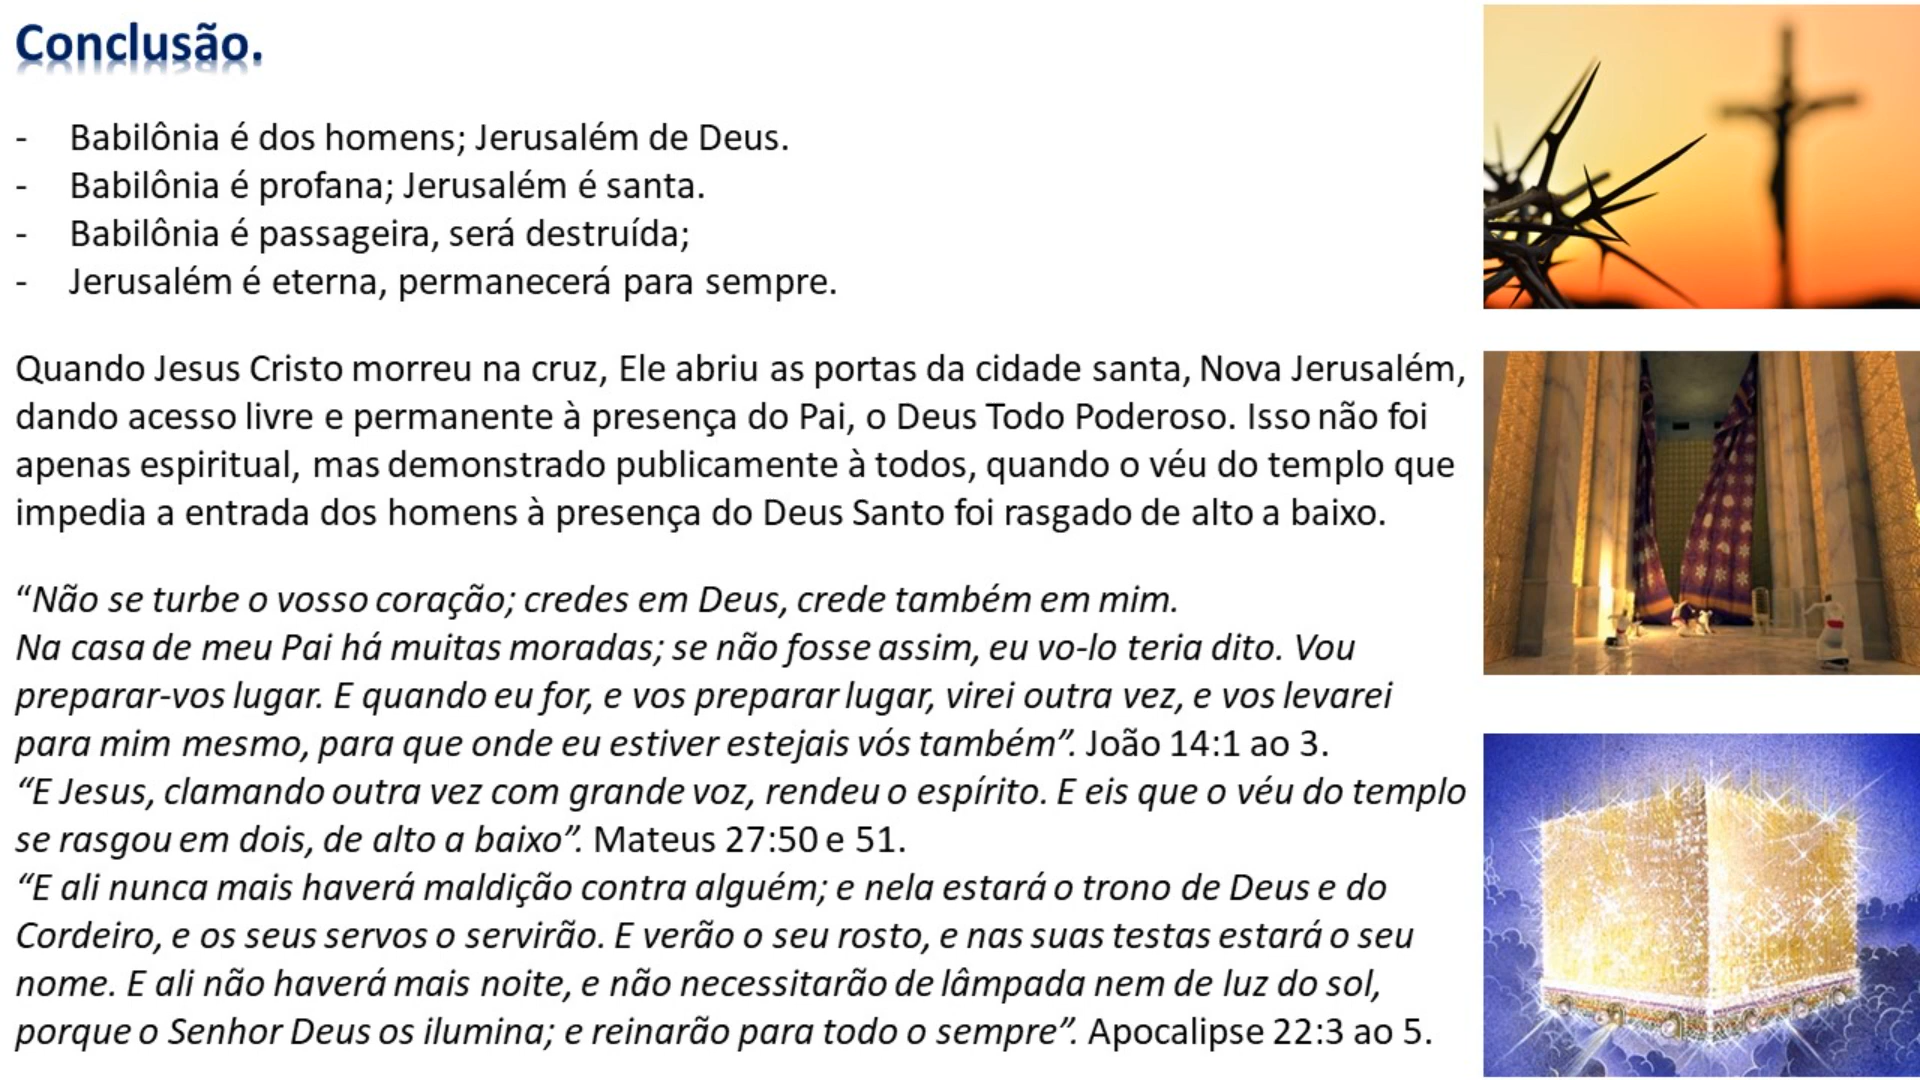 Conclusão.
- Babilônia é dos homens; Jerusalém de Deus.
- Babilônia é profana; Jerusalém é santa.
- Babilônia é passageira, será destruída;
- Jerusalém é eterna, permanecerá para sempre.
Quando Jesus Cristo morreu na cruz, Ele abriu as portas da cidade santa, Nova Jerusalém,
dando acesso livre e permanente à presença do Pai, o Deus Todo Poderoso. Isso não foi
apenas espiritual, mas demonstrado publicamente à todos, quando o véu do templo que
impedia a entrada dos homens à presença do Deus Santo foi rasgado de alto a baixo.
“Não se turbe o vosso coração; credes em Deus, crede também em mim.
Na casa de meu Pai há muitas moradas; se não fosse assim, eu vo-lo teria dito. Vou
preparar-vos lugar. E quando eu for, e vos preparar lugar, virei outra vez, e vos levarei
para mim mesmo, para que onde eu estiver estejais vós também”. João 14:1 ao 3.
“E Jesus, clamando outra vez com grande voz, rendeu o espírito. E eis que o véu do templo
se rasgou em dois, de alto a baixo”. Mateus 27:50 e 51.
“E ali nunca mais haverá maldição contra alguém; e nela estará o trono de Deus e do
Cordeiro, e os seus servos o servirão. E verão o seu rosto, e nas suas testas estará o seu
nome. E ali não haverá mais noite, e não necessitarão de lâmpada nem de luz do sol,
porque o Senhor Deus os ilumina; e reinarão para todo o sempre”. Apocalipse 22:3 ao 5.